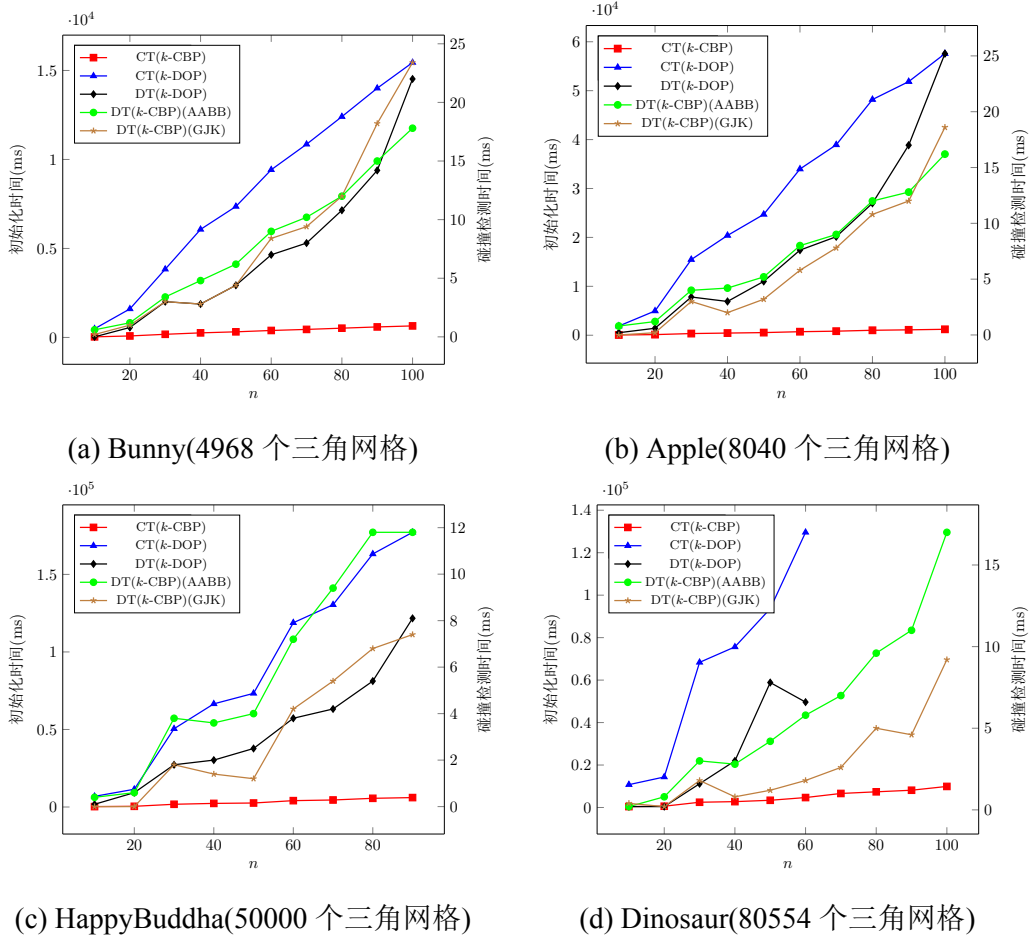 ·10⁴
初始化时间(ms)
1.5
1
0.5
0
CT(k-CBP)
CT(k-DOP)
DT(k-DOP)
DT(k-CBP)(AABB)
DT(k-CBP)(GJK)
25
20
15
10
5
0
碰撞检测时间(ms)
20 40 60 80 100
n
(a) Bunny(4968 个三角网格)
·10⁴
初始化时间(ms)
6
5
4
3
2
1
0
CT(k-CBP)
CT(k-DOP)
DT(k-DOP)
DT(k-CBP)(AABB)
DT(k-CBP)(GJK)
25
20
15
10
5
0
碰撞检测时间(ms)
20 40 60 80 100
n
(b) Apple(8040 个三角网格)
·10⁵
初始化时间(ms)
1.5
1
0.5
0
CT(k-CBP)
CT(k-DOP)
DT(k-DOP)
DT(k-CBP)(AABB)
DT(k-CBP)(GJK)
12
10
8
6
4
2
0
碰撞检测时间(ms)
20 40 60 80
n
(c) HappyBuddha(50000 个三角网格)
·10⁵
初始化时间(ms)
1.4
1.2
1
0.8
0.6
0.4
0.2
0
CT(k-CBP)
CT(k-DOP)
DT(k-DOP)
DT(k-CBP)(AABB)
DT(k-CBP)(GJK)
15
10
5
0
碰撞检测时间(ms)
20 40 60 80 100
n
(d) Dinosaur(80554 个三角网格)